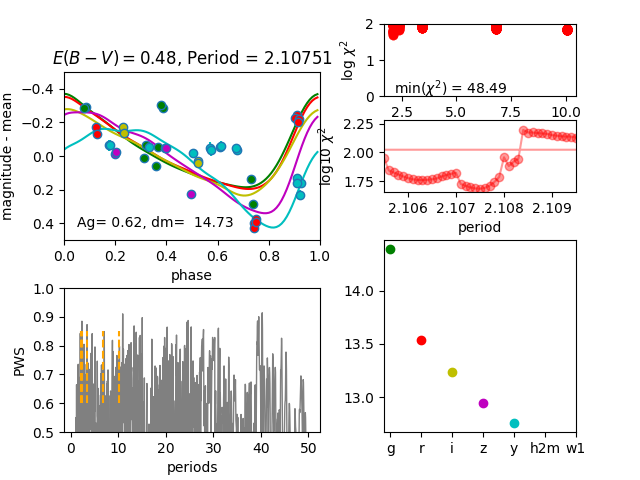 E(B − V) = 0.48, Period = 2.10751
magnitude - mean
−0.4
−0.2
0.0
0.2
0.4
Ag= 0.62, dm=  14.73
0.0 0.2 0.4 0.6 0.8 1.0
phase
log χ²
2
1
0
min(χ²) = 48.49
2.5 5.0 7.5 10.0
log10 χ²
2.25
2.00
1.75
2.106 2.107 2.108 2.109
period
PWS
1.0
0.9
0.8
0.7
0.6
0.5
0 10 20 30 40 50
periods
14.0
13.5
13.0
g r i z y h2m w1